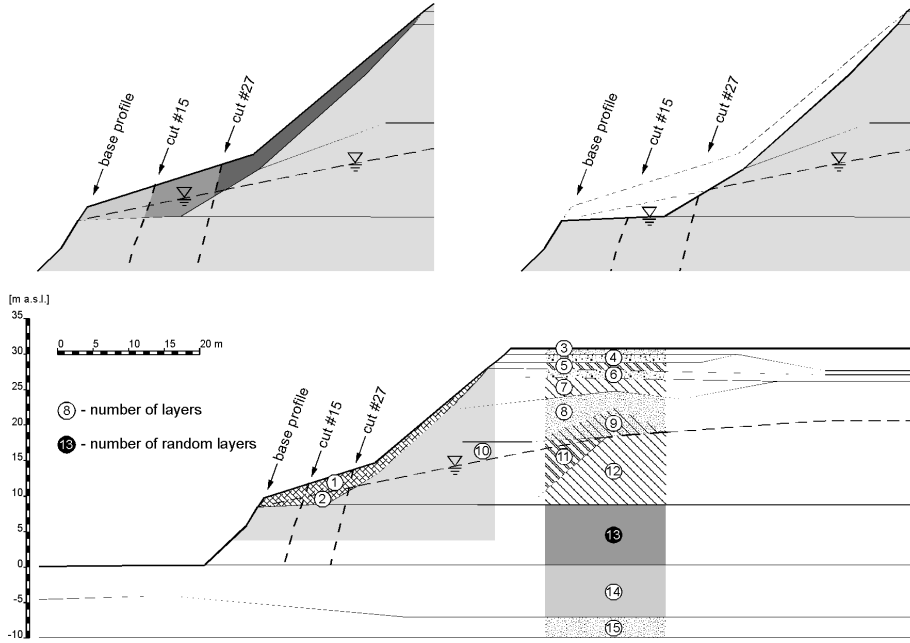 base profile
cut #15
cut #27
base profile
cut #15
cut #27
[m a.s.l.]
35
30
25
20
15
10
5
0
-5
-10
0 5 10 20 m
8 - number of layers
13 - number of random layers
base profile
cut #15
cut #27
1
2
3
4
5
6
7
8
9
10
11
12
13
14
15